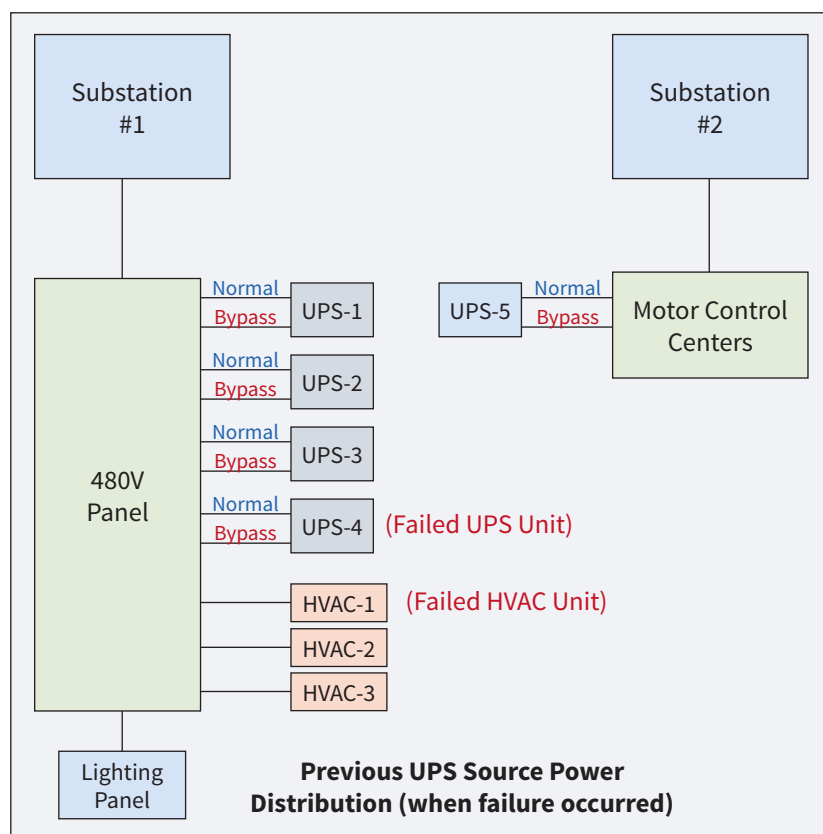 Substation
#1
Substation
#2
Normal
Bypass
UPS-1
UPS-5
Normal
Bypass
Motor Control
Centers
Normal
Bypass
UPS-2
Normal
Bypass
UPS-3
480V
Panel
Normal
Bypass
UPS-4
(Failed UPS Unit)
HVAC-1
(Failed HVAC Unit)
HVAC-2
HVAC-3
Lighting
Panel
Previous UPS Source Power
Distribution (when failure occurred)